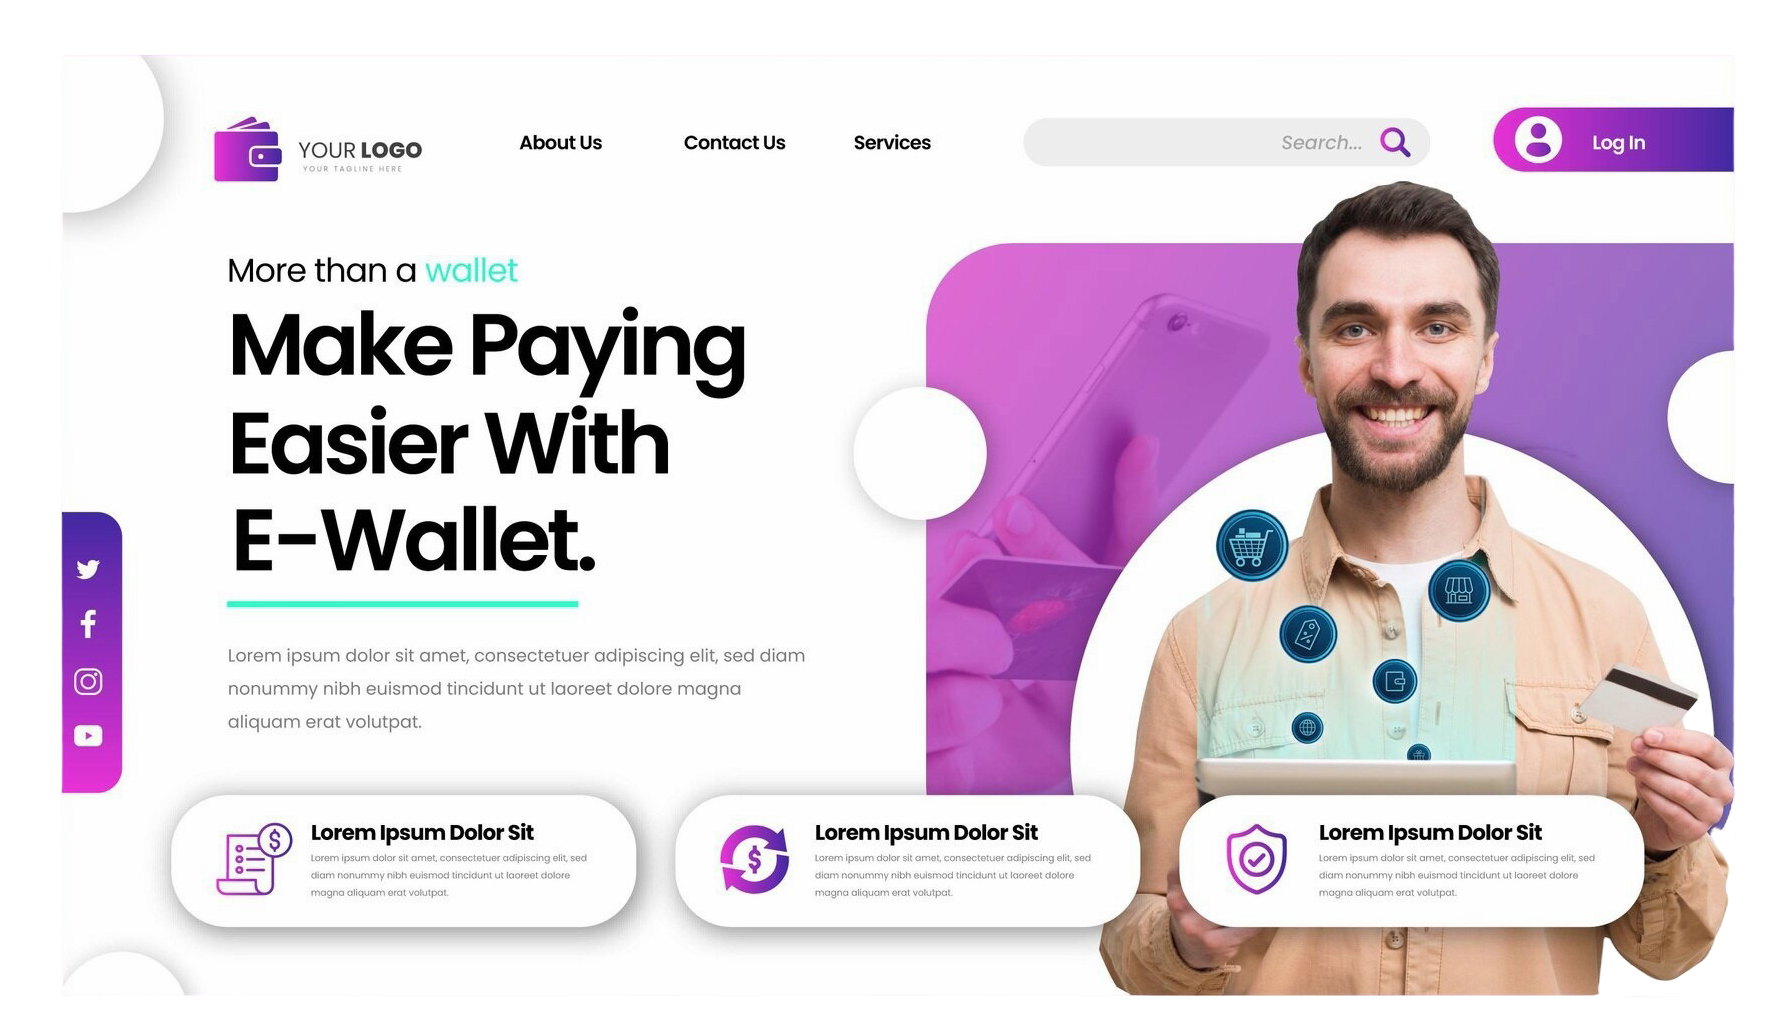 YOUR LOGO
YOUR TAGLINE HERE
About Us
Contact Us
Services
Search...
Log In
More than a wallet
Make Paying
Easier With
E-Wallet.
Lorem ipsum dolor sit amet, consectetuer adipiscing elit, sed diam
nonummy nibh euismod tincidunt ut laoreet dolore magna
aliquam erat volutpat.
Lorem Ipsum Dolor Sit
Lorem ipsum dolor sit amet, consectetuer adipiscing elit, sed
diam nonummy nibh euismod tincidunt ut laoreet dolore
magna aliquam erat volutpat.
Lorem Ipsum Dolor Sit
Lorem ipsum dolor sit amet, consectetuer adipiscing elit, sed
diam nonummy nibh euismod tincidunt ut laoreet dolore
magna aliquam erat volutpat.
Lorem Ipsum Dolor Sit
Lorem ipsum dolor sit amet, consectetuer adipiscing elit, sed
diam nonummy nibh euismod tincidunt ut laoreet dolore
magna aliquam erat volutpat.